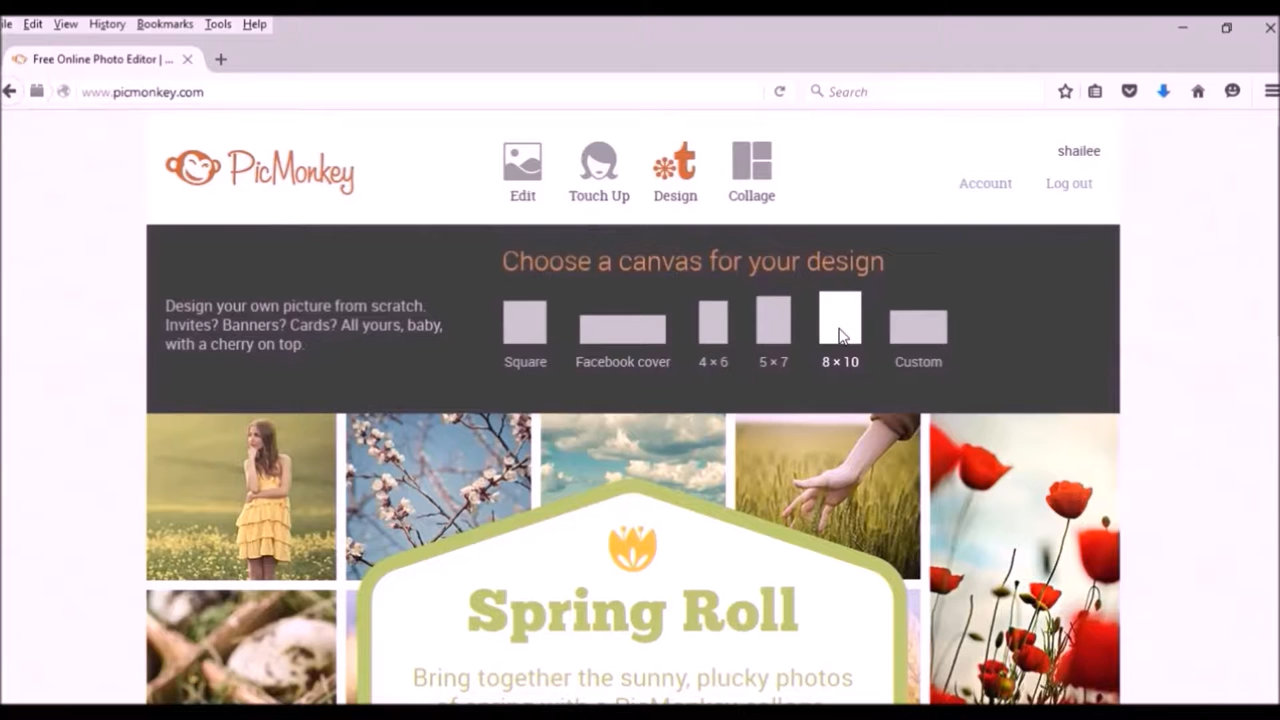 Edit View History Bookmarks Tools Help
Free Online Photo Editor | ...
www.picmonkey.com
Search
PicMonkey
Edit Touch Up Design Collage
shailee
Account Log out
Choose a canvas for your design
Design your own picture from scratch.
Invites? Banners? Cards? All yours, baby,
with a cherry on top.
Square Facebook cover 4 × 6 5 × 7 8 × 10 Custom
Spring Roll
Bring together the sunny, plucky photos